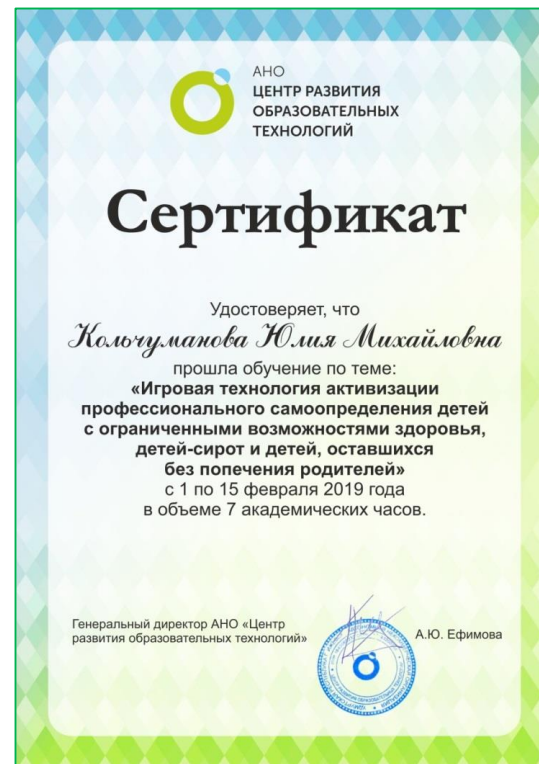 АНО
ЦЕНТР РАЗВИТИЯ
ОБРАЗОВАТЕЛЬНЫХ
ТЕХНОЛОГИЙ
Сертификат
Удостоверяет, что
Кольчуманова Юлия Михайловна
прошла обучение по теме:
«Игровая технология активизации
профессионального самоопределения детей
с ограниченными возможностями здоровья,
детей-сирот и детей, оставшихся
без попечения родителей»
с 1 по 15 февраля 2019 года
в объеме 7 академических часов.
Генеральный директор АНО «Центр
развития образовательных технологий»
А.Ю. Ефимова